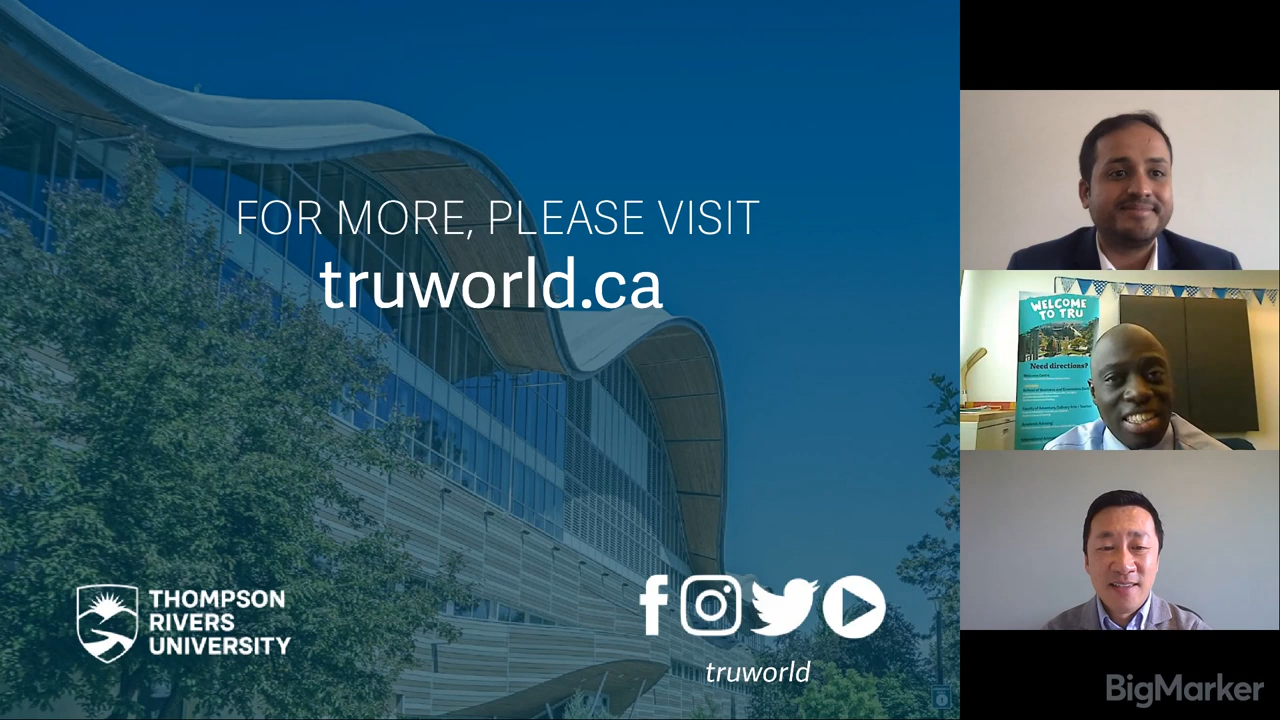 FOR MORE, PLEASE VISIT
truworld.ca
THOMPSON
RIVERS
UNIVERSITY
truworld
WELCOME
TO TRU
Need directions?
BigMarker